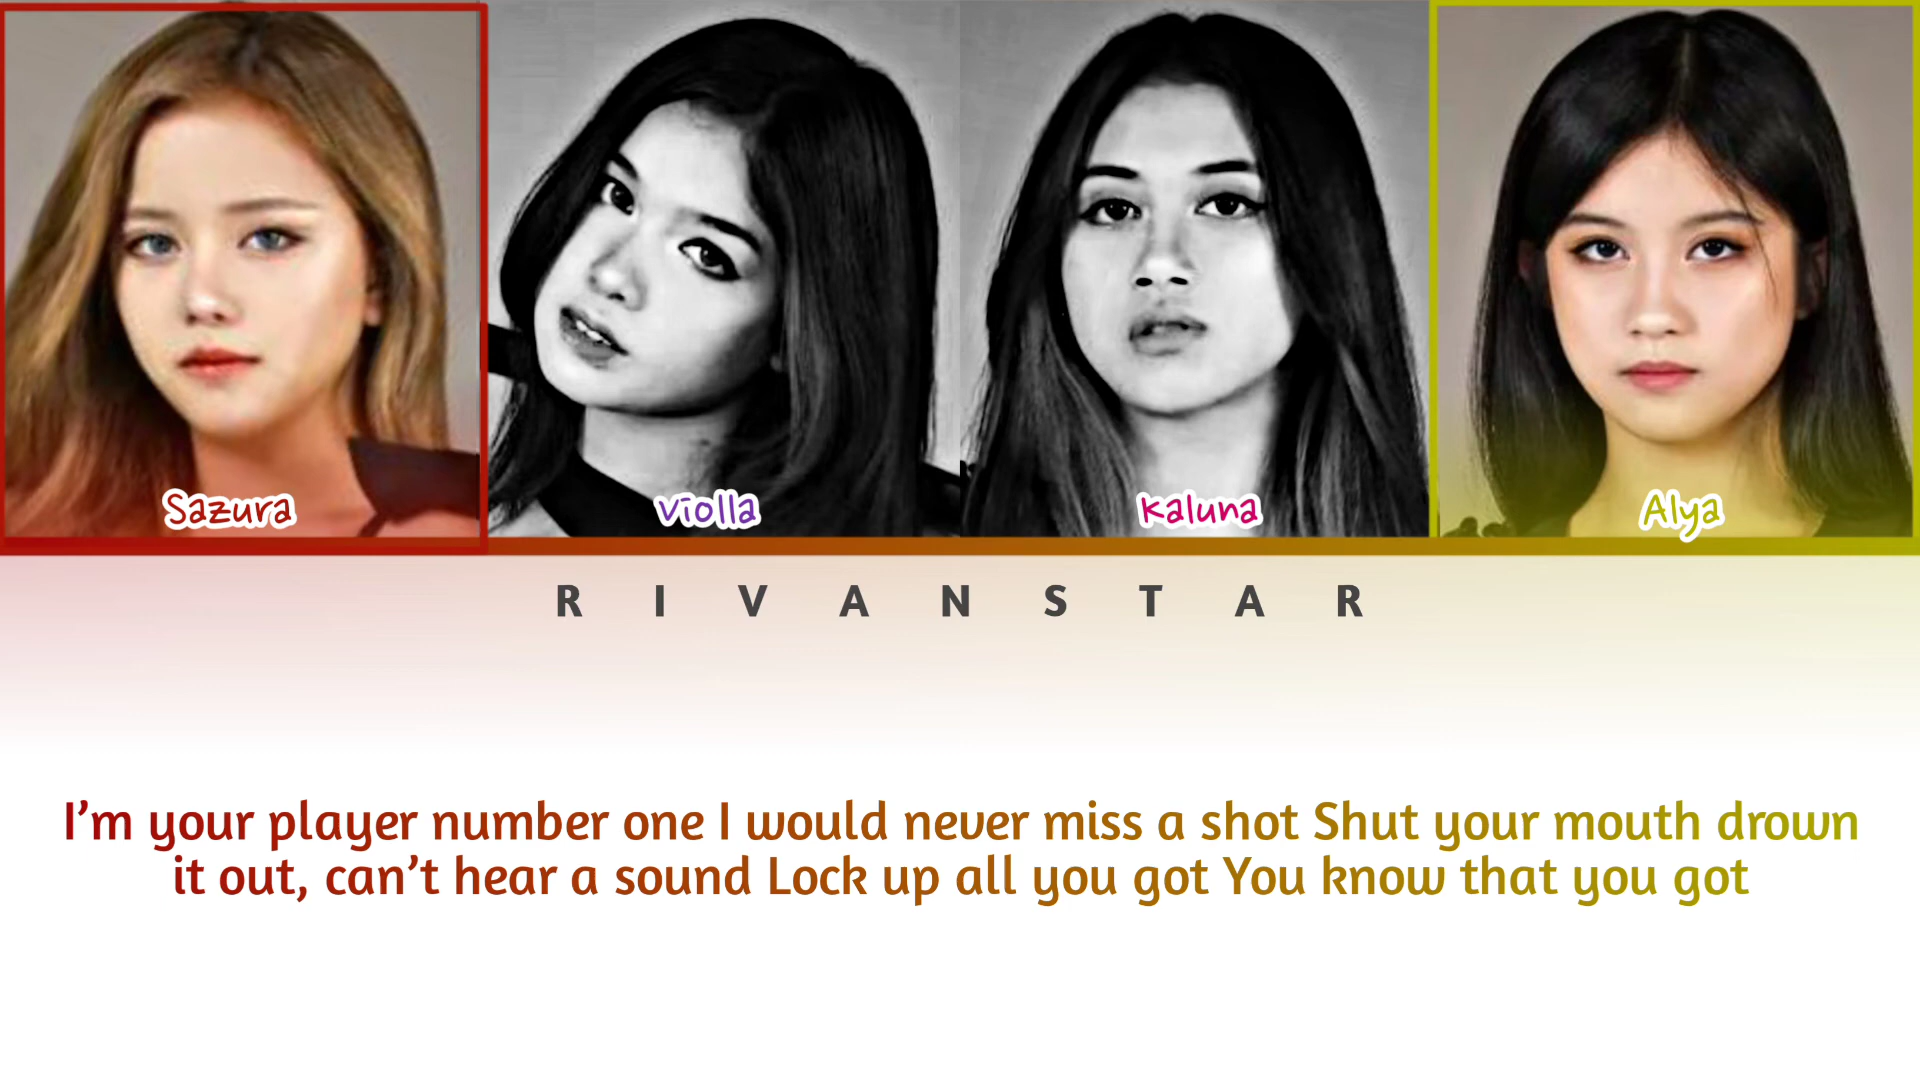 Sazura
Violla
Kaluna
Alya
RIVANSTAR
I'm your player number one I would never miss a shot Shut your mouth drown
it out, can't hear a sound Lock up all you got You know that you got